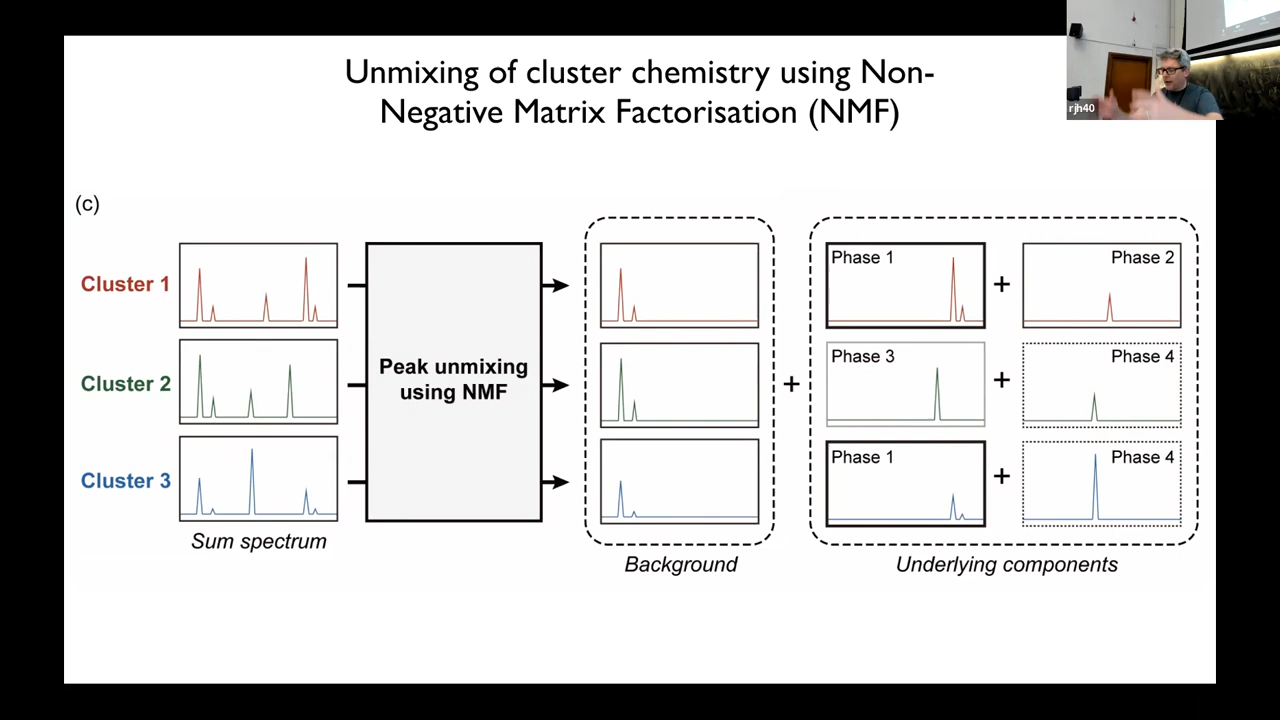 Unmixing of cluster chemistry using Non-
Negative Matrix Factorisation (NMF)
rjh40
(c)
Cluster 1
Phase 1
+
Phase 2
Cluster 2
Peak unmixing
using NMF
+
Phase 3
+
Phase 4
Cluster 3
Phase 1
+
Phase 4
Sum spectrum
Background
Underlying components